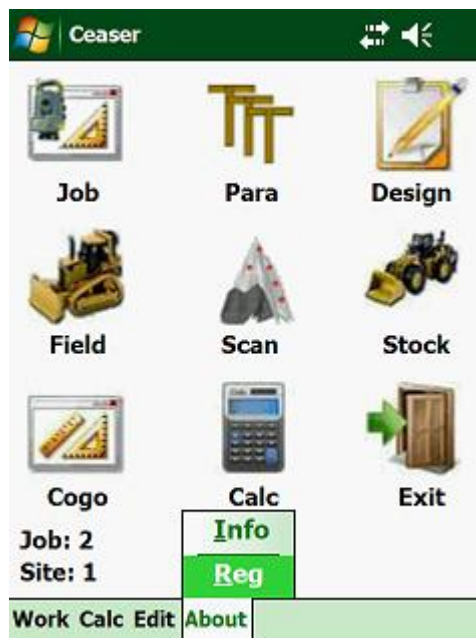 Ceaser
Job Para Design
Field Scan Stock
Cogo Calc Exit
Job: 2
Site: 1
Info
Reg
Work Calc Edit About